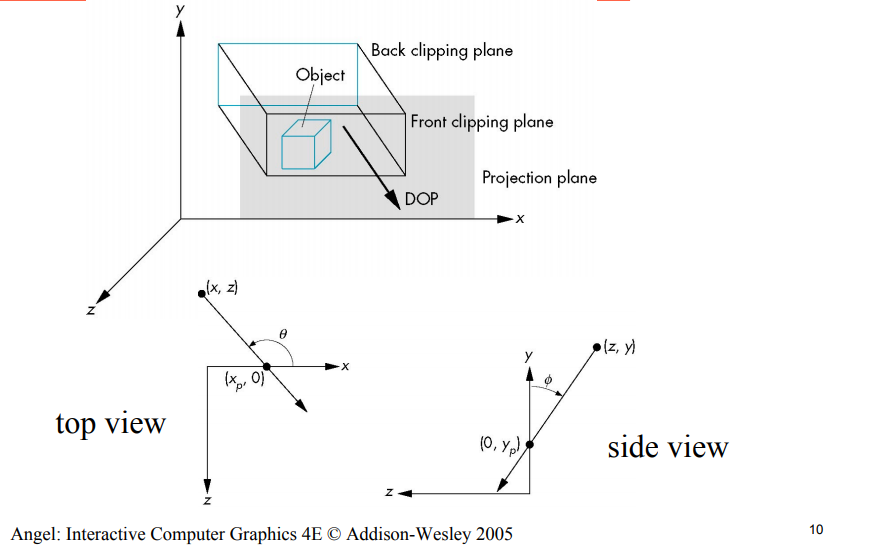 y
Back clipping plane
Object
Front clipping plane
Projection plane
DOP
x
z
(x, z)
θ
x
(xp, 0)
z
top view
y
(z, y)
ϕ
(0, yp)
z
side view
Angel: Interactive Computer Graphics 4E © Addison-Wesley 2005
10